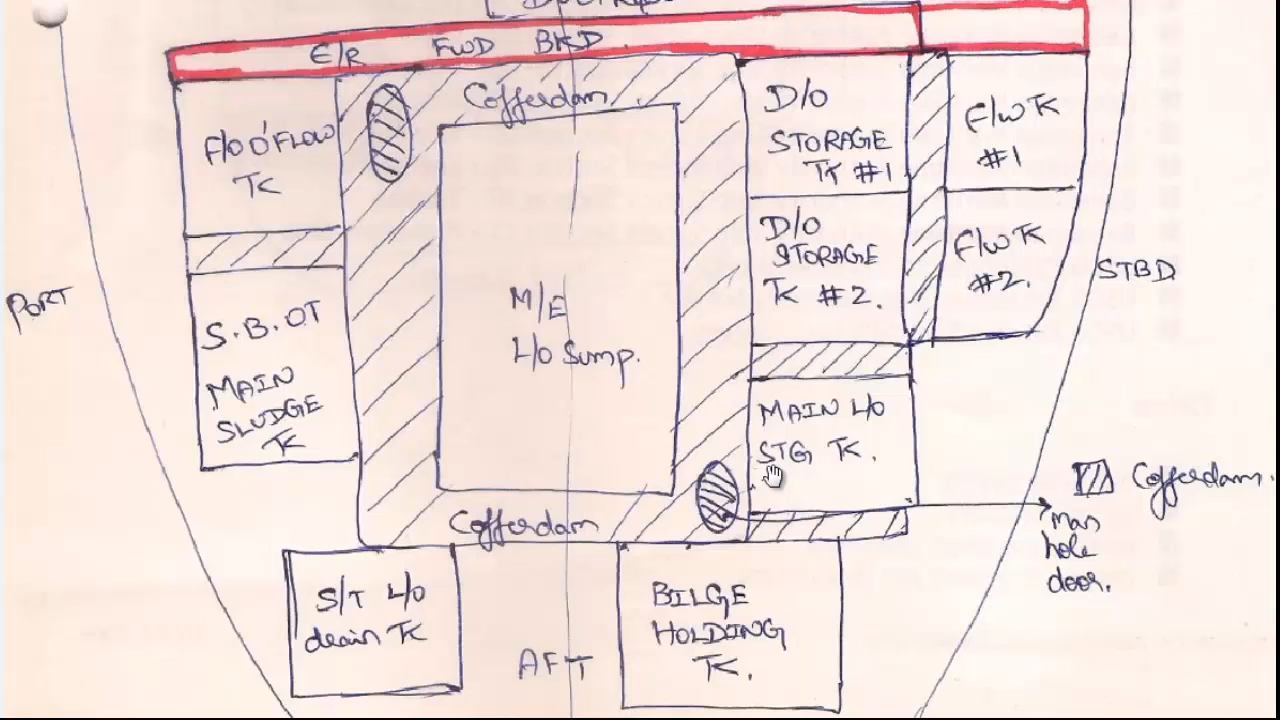 E/R FWD BKD
Cofferdam
F/O O'FLOW
TK
D/O
STORAGE
TK #1
F/W TK
#1
D/O
STORAGE
TK #2.
F/W TK
#2.
PORT
STBD
S.B.OT
MAIN
SLUDGE
TK
M/E
L/O Sump.
MAIN L/O
STG TK.
Cofferdam.
Man
hole
door.
Cofferdam
S/T L/O
drain TK
BILGE
HOLDING
TK.
AFT